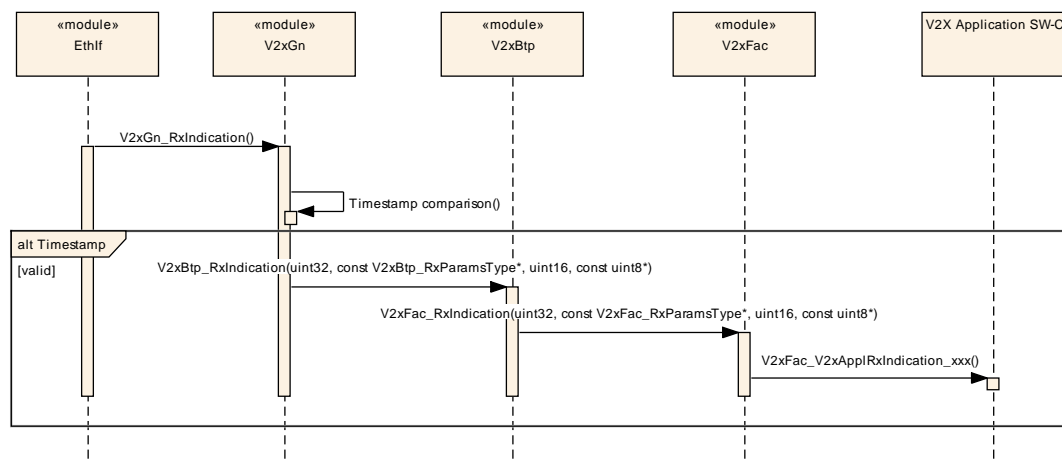 «module»
EthIf
«module»
V2xGn
«module»
V2xBtp
«module»
V2xFac
V2X Application SW-C
V2xGn_RxIndication()
Timestamp comparison()
alt Timestamp
[valid]
V2xBtp_RxIndication(uint32, const V2xBtp_RxParamsType*, uint16, const uint8*)
V2xFac_RxIndication(uint32, const V2xFac_RxParamsType*, uint16, const uint8*)
V2xFac_V2xApplRxIndication_xxx()